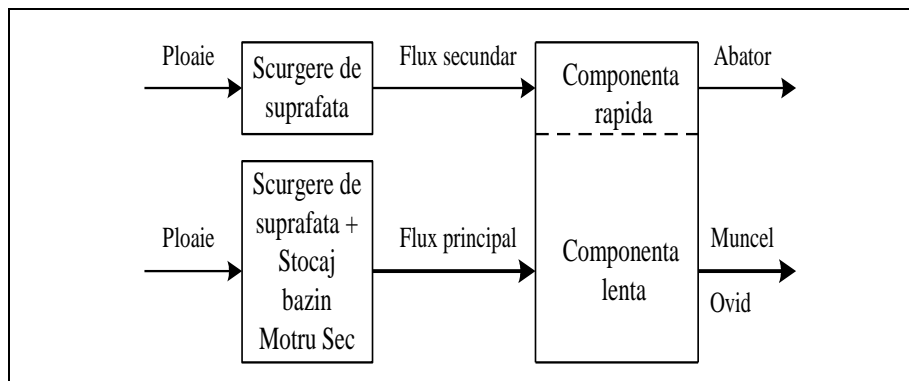 Ploaie
Scurgere de
suprafata
Flux secundar
Componenta
rapida
Abator
Ploaie
Scurgere de
suprafata +
Stocaj
bazin
Motru Sec
Flux principal
Componenta
lenta
Muncel
Ovid